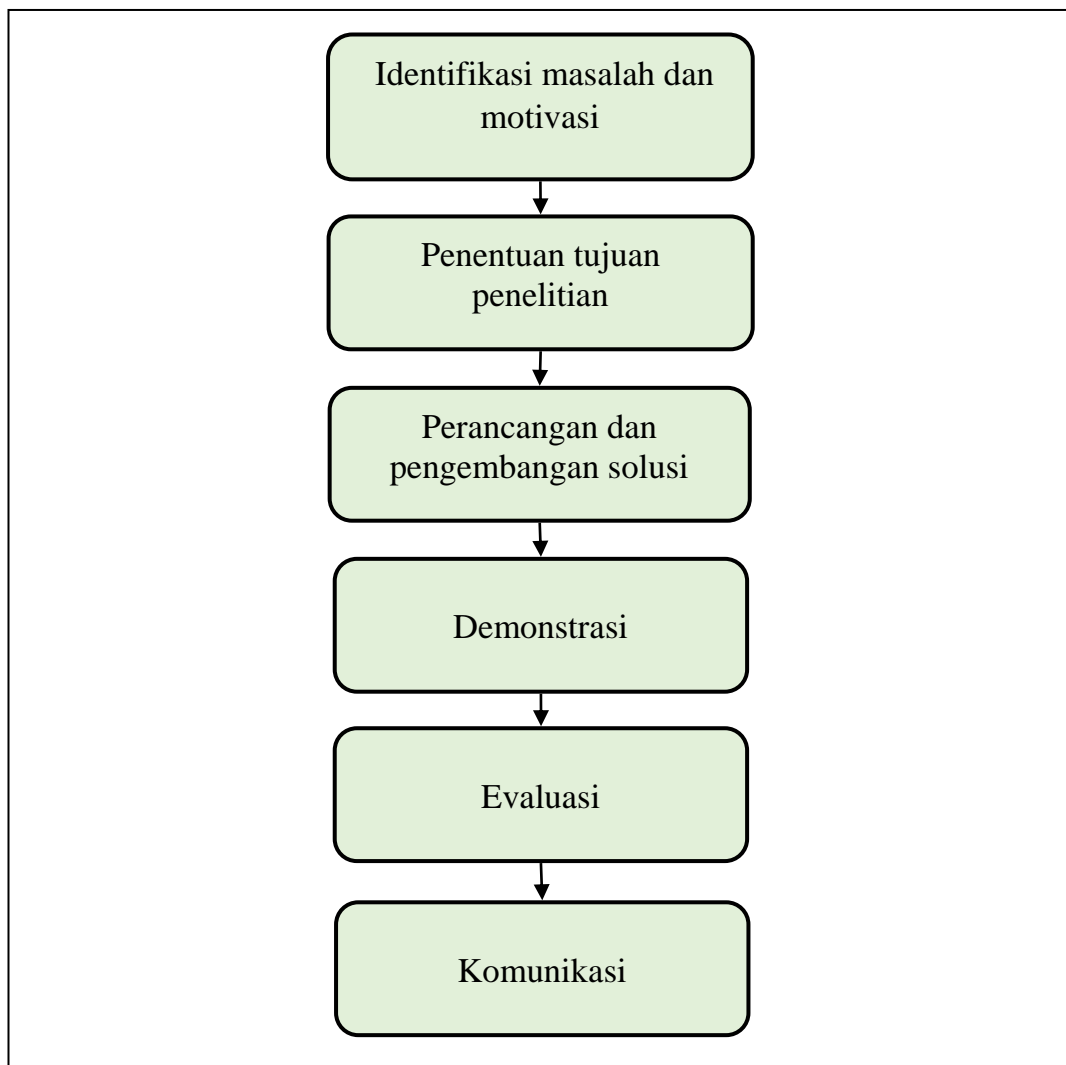 Identifikasi masalah dan
motivasi
Penentuan tujuan
penelitian
Perancangan dan
pengembangan solusi
Demonstrasi
Evaluasi
Komunikasi